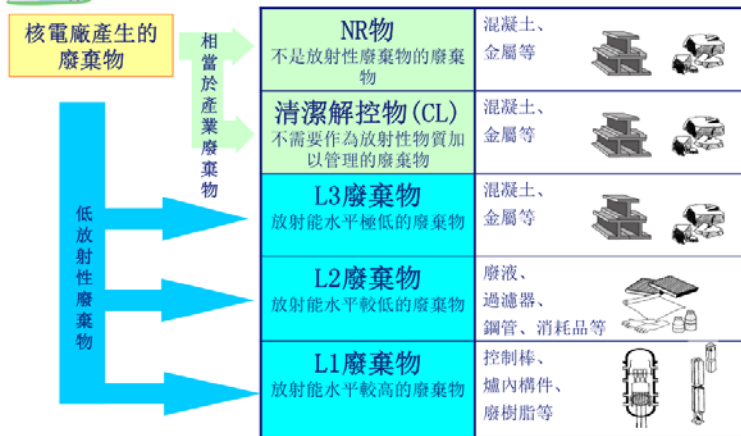 核電廠產生的
廢棄物
相當於產業廢棄物
低放射性廢棄物
NR物
不是放射性廢棄物的廢棄
物
混凝土、
金屬等
清潔解控物(CL)
不需要作為放射性物質加
以管理的廢棄物
混凝土、
金屬等
L3廢棄物
放射能水平極低的廢棄物
混凝土、
金屬等
L2廢棄物
放射能水平較低的廢棄物
廢液、
過濾器、
鋼管、消耗品等
L1廢棄物
放射能水平較高的廢棄物
控制棒、
爐內構件、
廢樹脂等